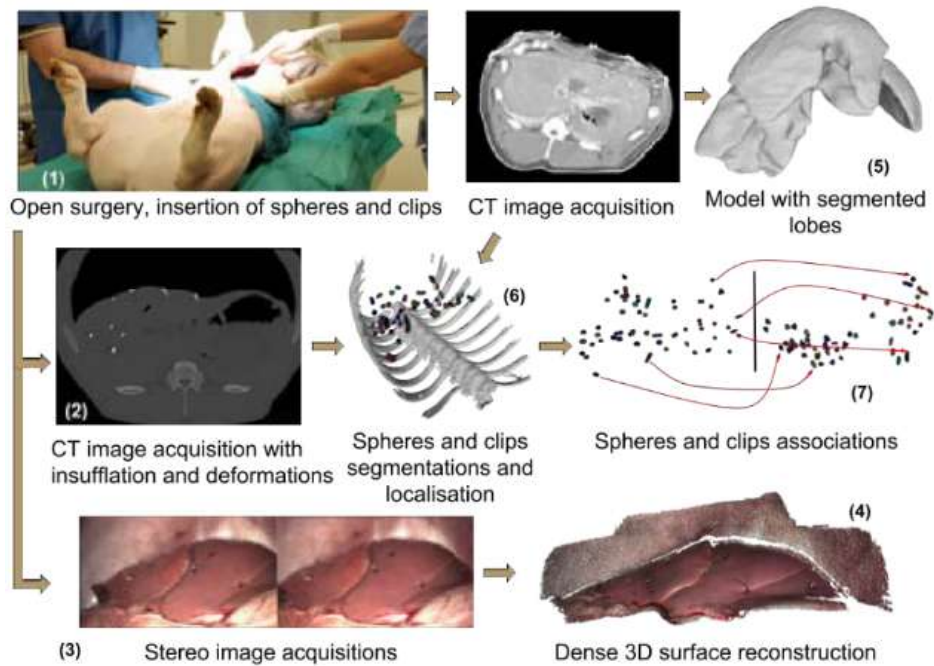 (1)
Open surgery, insertion of spheres and clips
CT image acquisition
(5)
Model with segmented
lobes
(2)
CT image acquisition with
insufflation and deformations
(6)
Spheres and clips
segmentations and
localisation
(7)
Spheres and clips associations
(3)
Stereo image acquisitions
(4)
Dense 3D surface reconstruction